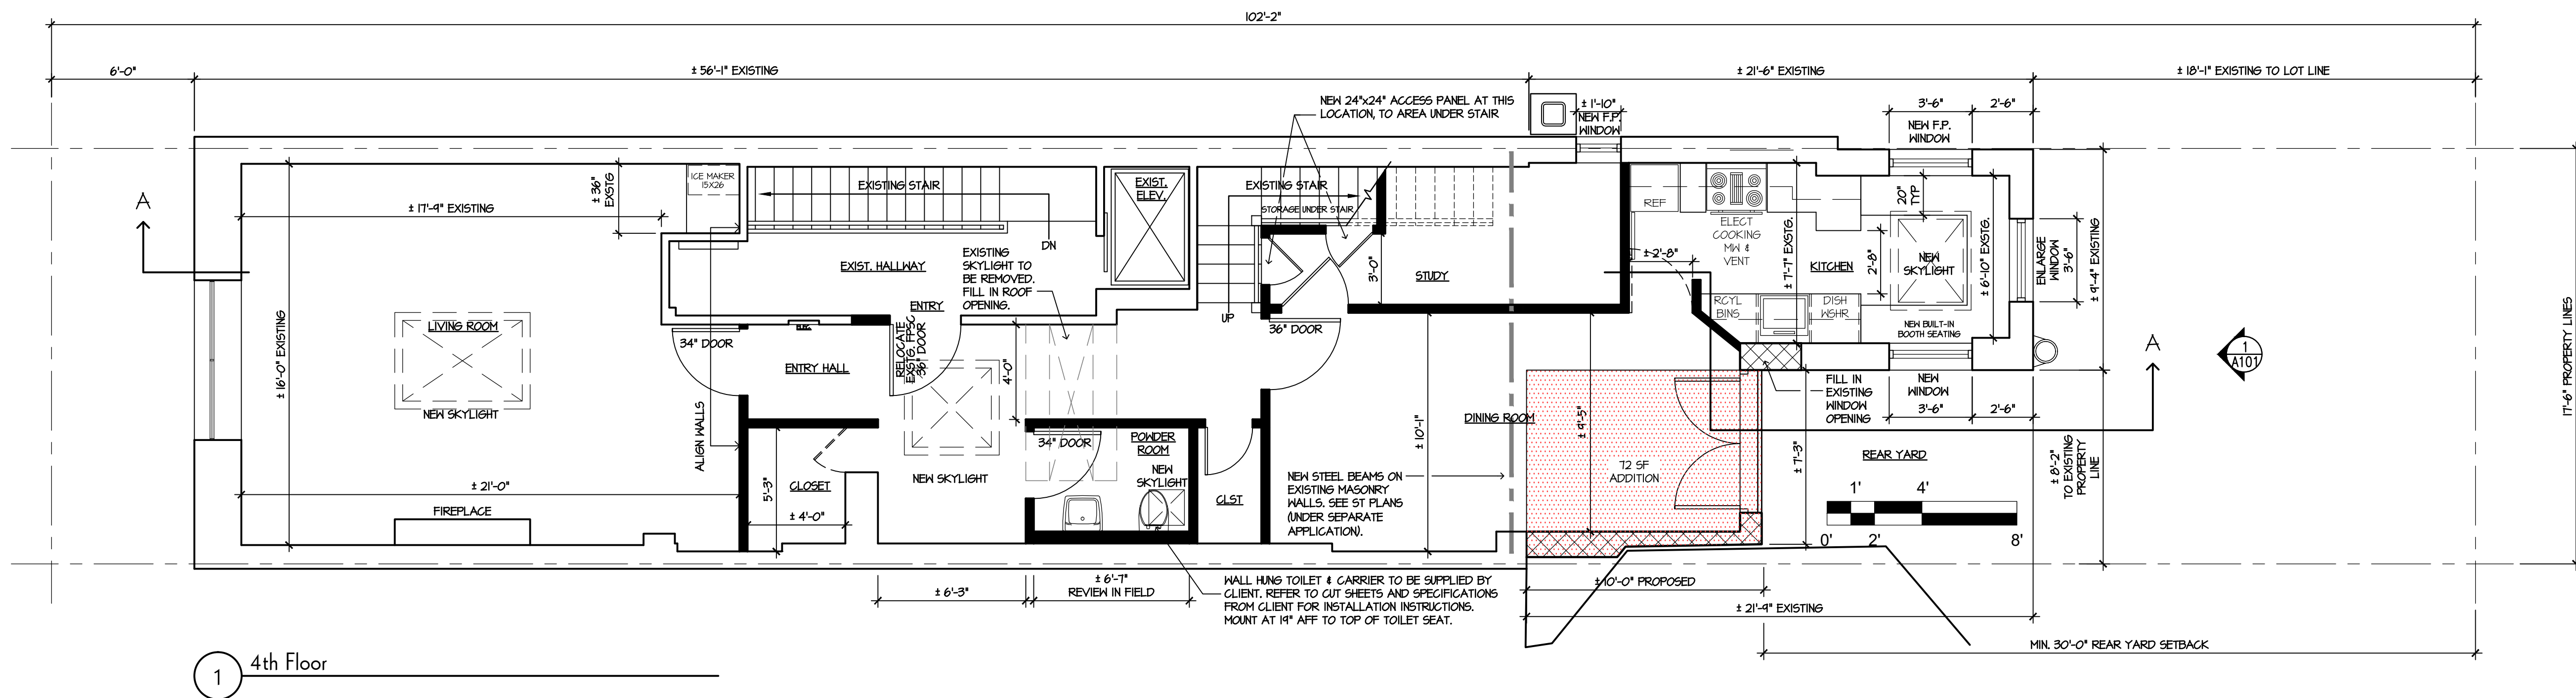 102'-2"
6'-0"
± 56'-1" EXISTING
± 21'-6" EXISTING
± 18'-1" EXISTING TO LOT LINE
NEW 24"x24" ACCESS PANEL AT THIS
LOCATION, TO AREA UNDER STAIR
± 1'-10"
NEW F.P.
WINDOW
3'-6"
2'-6"
NEW F.P.
WINDOW
A
± 17'-9" EXISTING
± 36"
EXSTG
ICE MAKER
15X26
EXISTING STAIR
DN
EXIST.
ELEV.
EXISTING STAIR
STORAGE UNDER STAIR
UP
REF
ELECT
COOKING
MW &
VENT
± 7'-7" EXSTG.
20"
TYP
KITCHEN
2'-8"
NEW
SKYLIGHT
± 6'-10" EXSTG.
ENLARGE
WINDOW
3'-6"
± 9'-4" EXISTING
17'-6" PROPERTY LINES
EXIST. HALLWAY
EXISTING
SKYLIGHT TO
BE REMOVED.
FILL IN ROOF
OPENING.
ENTRY
3'-0"
STUDY
± 2'-8"
RCYL
BINS
DISH
WSHR
NEW BUILT-IN
BOOTH SEATING
LIVING ROOM
± 16'-0" EXISTING
NEW SKYLIGHT
34" DOOR
ENTRY HALL
RELOCATE
EXSTG. FPSC
36" DOOR
4'-0"
36" DOOR
A
1
A101
FILL IN
EXISTING
WINDOW
OPENING
NEW
WINDOW
3'-6"
2'-6"
ALIGN WALLS
34" DOOR
POWDER
ROOM
NEW
SKYLIGHT
± 10'-1"
DINING ROOM
± 9'-5"
72 SF
ADDITION
± 7'-3"
REAR YARD
± 8'-2"
TO EXISTING
PROPERTY
LINE
± 21'-0"
FIREPLACE
5'-3"
CLOSET
± 4'-0"
NEW SKYLIGHT
CLST
NEW STEEL BEAMS ON
EXISTING MASONRY
WALLS. SEE ST PLANS
(UNDER SEPARATE
APPLICATION).
1'
4'
0'
2'
8'
± 6'-3"
± 6'-7"
REVIEW IN FIELD
WALL HUNG TOILET & CARRIER TO BE SUPPLIED BY
CLIENT. REFER TO CUT SHEETS AND SPECIFICATIONS
FROM CLIENT FOR INSTALLATION INSTRUCTIONS.
MOUNT AT 19" AFF TO TOP OF TOILET SEAT.
± 10'-0" PROPOSED
± 21'-9" EXISTING
MIN. 30'-0" REAR YARD SETBACK
1
4th Floor